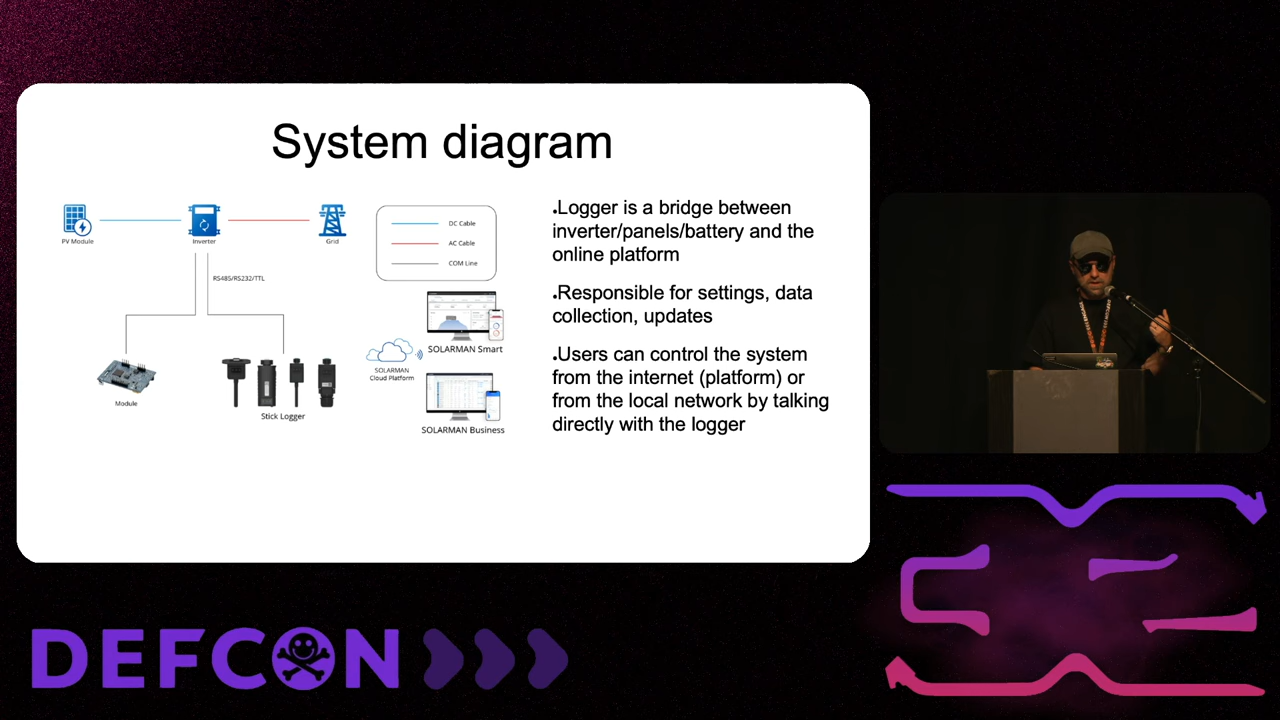 System diagram
PV Module
Inverter
Grid
DC Cable
AC Cable
COM Line
RS485/RS232/TTL
Module
Stick Logger
SOLARMAN
Cloud Platform
SOLARMAN Smart
SOLARMAN Business
•Logger is a bridge between
inverter/panels/battery and the
online platform
•Responsible for settings, data
collection, updates
•Users can control the system
from the internet (platform) or
from the local network by talking
directly with the logger
DEFCON